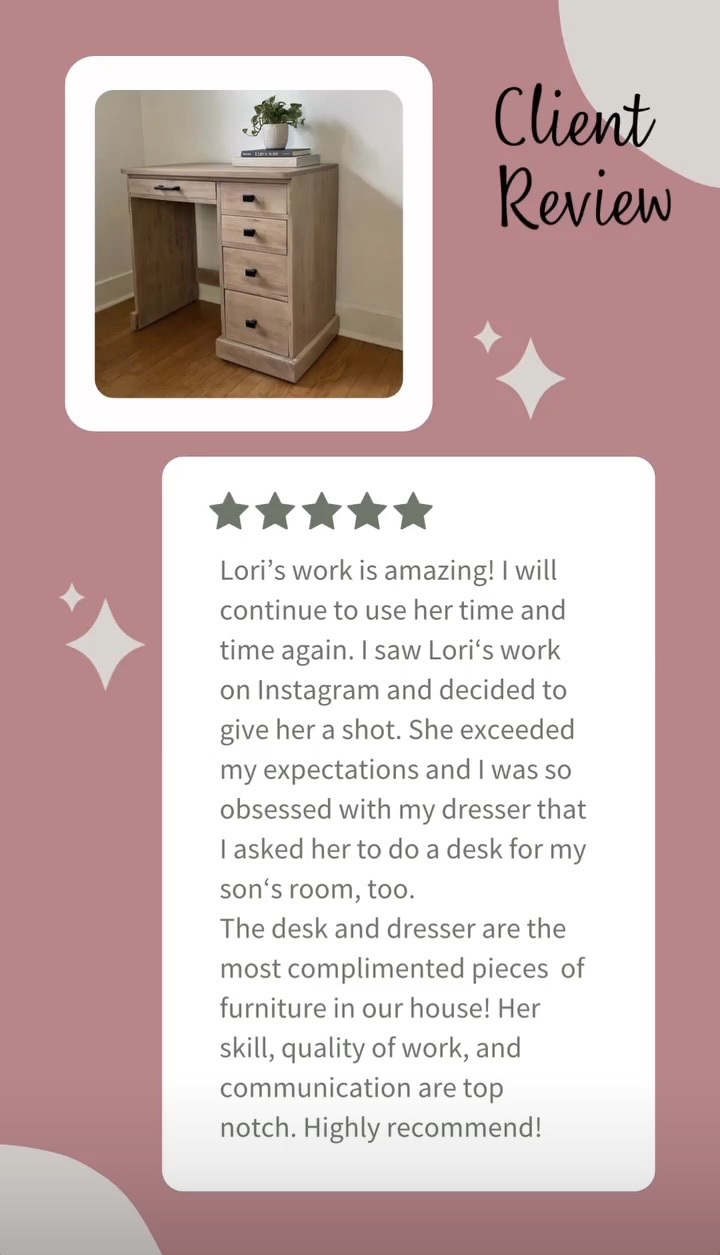 Client
Review
Lori’s work is amazing! I will
continue to use her time and
time again. I saw Lori‘s work
on Instagram and decided to
give her a shot. She exceeded
my expectations and I was so
obsessed with my dresser that
I asked her to do a desk for my
son‘s room, too.
The desk and dresser are the
most complimented pieces  of
furniture in our house! Her
skill, quality of work, and
communication are top
notch. Highly recommend!